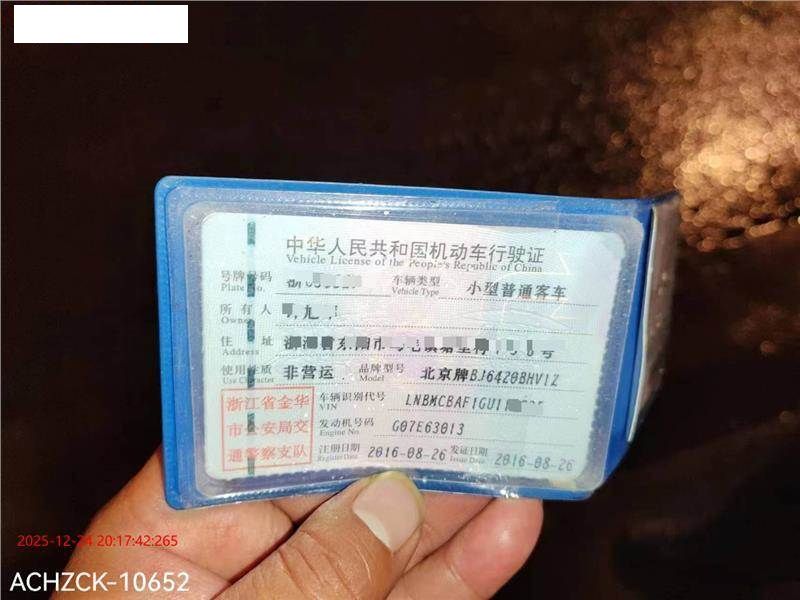 中华人民共和国机动车行驶证
Vehicle License of the People's Republic of China
号牌号码 车辆类型 小型普通客车
Plate No. Vehicle Type
所有人
Owner
住址
Address
使用性质 非营运 品牌型号 北京牌BJ6420BHV1Z
Use Character Model
浙江省金华 车辆识别代号
VIN
市公安局交 发动机号码 G07E63013
Engine No.
通警察支队 注册日期 2016-08-26 发证日期 2016-08-26
Register Date Issue Date
2025-12-24 20:17:42:265
ACHZCK-10652